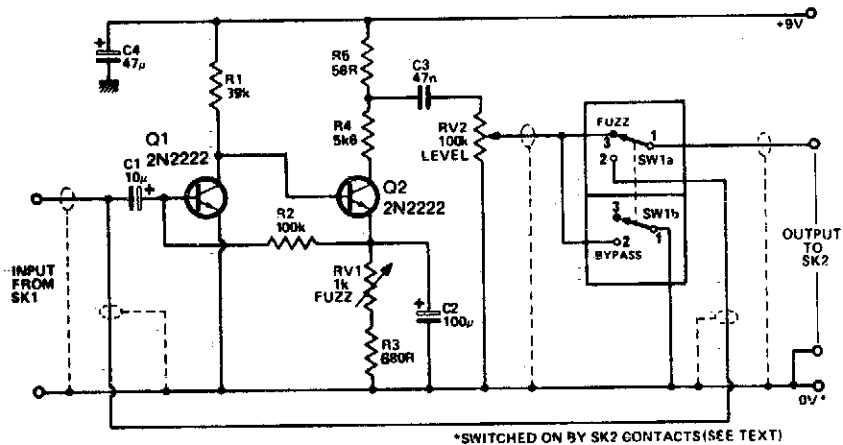 +9V
C4
47µ
R1
39k
R5
56R
C3
47n
Q1
2N2222
C1
10µ
R4
5k6
RV2
100k
LEVEL
FUZZ
3
1
2
SW1a
Q2
2N2222
R2
100k
3
SW1b
1
2
BYPASS
INPUT
FROM
SK1
RV1
1k
FUZZ
C2
100µ
OUTPUT
TO
SK2
R3
680R
0V*
*SWITCHED ON BY SK2 CONTACTS (SEE TEXT)